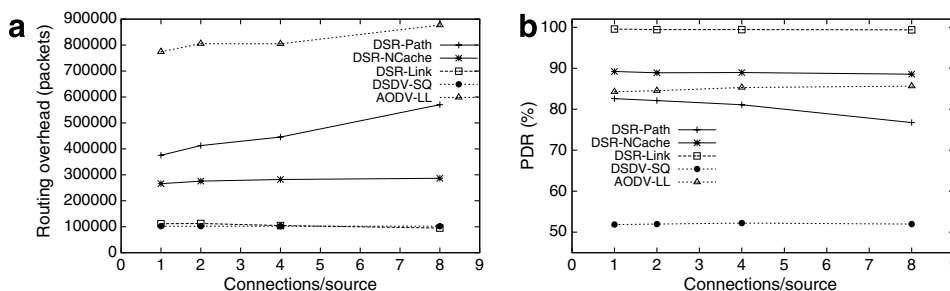 a
Routing overhead (packets)
900000
800000
700000
600000
500000
400000
300000
200000
100000
0
DSR-Path
DSR-NCache
DSR-Link
DSDV-SQ
AODV-LL
0 1 2 3 4 5 6 7 8 9
Connections/source
b
PDR (%)
100
90
80
70
60
50
DSR-Path
DSR-NCache
DSR-Link
DSDV-SQ
AODV-LL
0 1 2 3 4 5 6 7 8
Connections/source